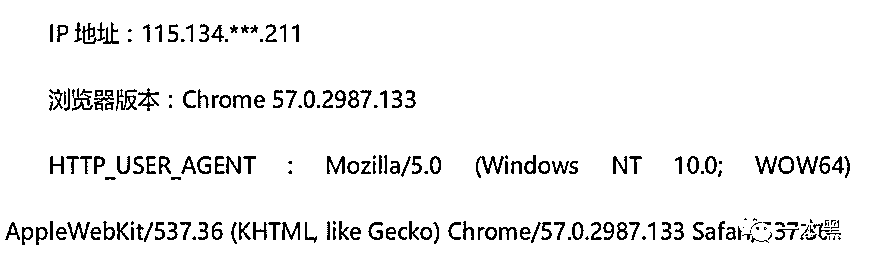 IP 地址：115.134.***.211
浏览器版本：Chrome 57.0.2987.133
HTTP_USER_AGENT : Mozilla/5.0 (Windows NT 10.0; WOW64)
AppleWebKit/537.36 (KHTML, like Gecko) Chrome/57.0.2987.133 Safari/537.36